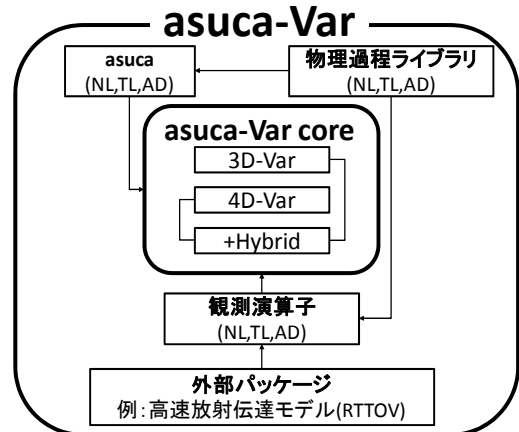 asuca-Var
asuca
(NL,TL,AD)
物理過程ライブラリ
(NL,TL,AD)
asuca-Var core
3D-Var
4D-Var
+Hybrid
観測演算子
(NL,TL,AD)
外部パッケージ
例：高速放射伝達モデル(RTTOV)